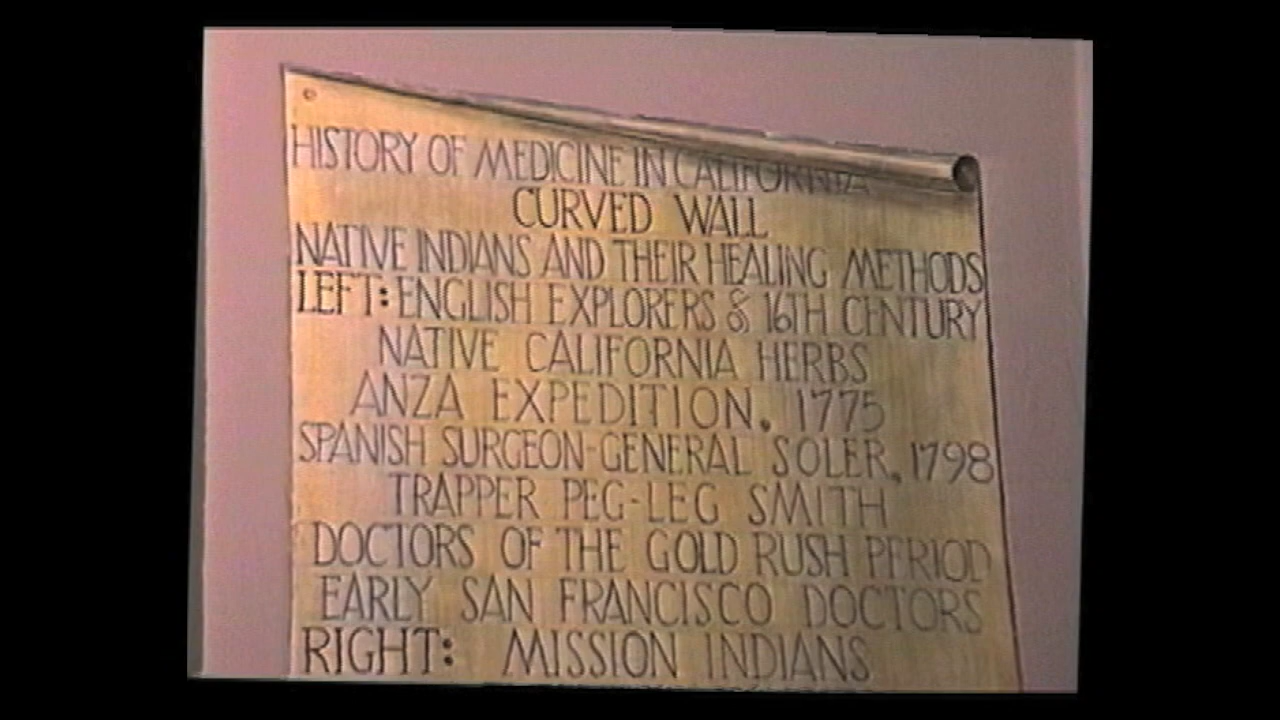 ©
HISTORY OF MEDICINE IN CALIFORNIA
CURVED WALL
NATIVE INDIANS AND THEIR HEALING METHODS
LEFT: ENGLISH EXPLORERS & 16TH CENTURY
NATIVE CALIFORNIA HERBS
ANZA EXPEDITION. 1775
SPANISH SURGEON-GENERAL SOLER, 1798
TRAPPER PEG-LEG SMITH
DOCTORS OF THE GOLD RUSH PERIOD
EARLY SAN FRANCISCO DOCTORS
RIGHT: MISSION INDIANS